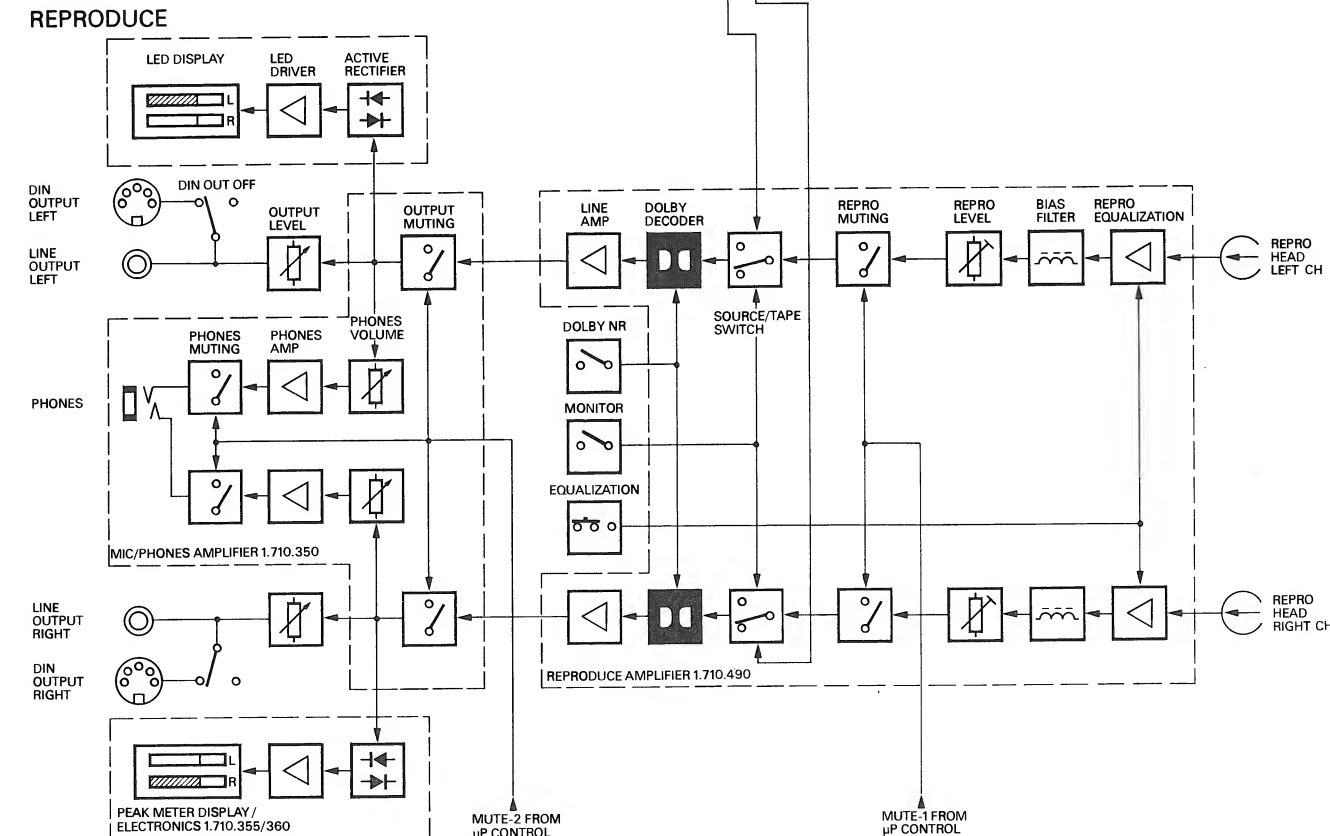 REPRODUCE
LED DISPLAY
LED
DRIVER
ACTIVE
RECTIFIER
L
R
DIN
OUTPUT
LEFT
DIN OUT OFF
LINE
OUTPUT
LEFT
OUTPUT
LEVEL
OUTPUT
MUTING
LINE
AMP
DOLBY
DECODER
SOURCE/TAPE
SWITCH
REPRO
MUTING
REPRO
LEVEL
BIAS
FILTER
REPRO
EQUALIZATION
REPRO
HEAD
LEFT CH
PHONES
MUTING
PHONES
AMP
PHONES
VOLUME
PHONES
DOLBY NR
MONITOR
EQUALIZATION
MIC/PHONES AMPLIFIER 1.710.350
LINE
OUTPUT
RIGHT
DIN
OUTPUT
RIGHT
REPRO
HEAD
RIGHT CH
REPRODUCE AMPLIFIER 1.710.490
L
R
PEAK METER DISPLAY /
ELECTRONICS 1.710.355/360
MUTE-2 FROM
µP CONTROL
MUTE-1 FROM
µP CONTROL